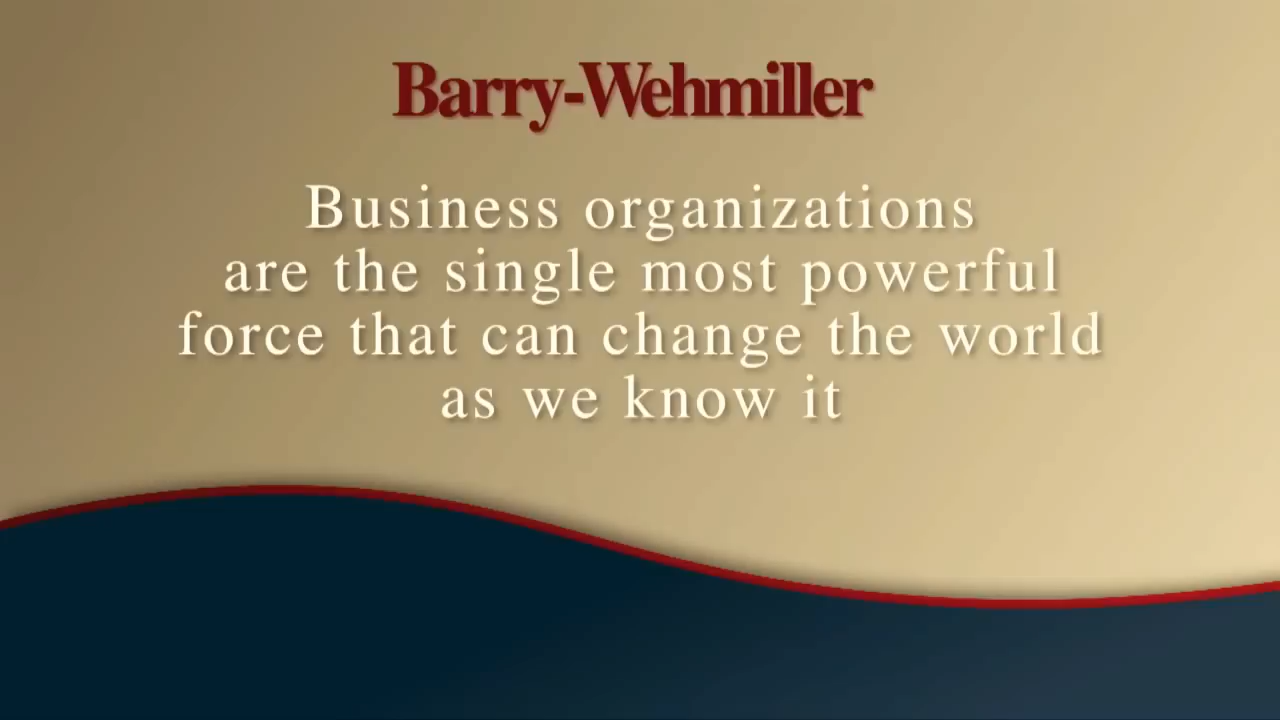 Barry-Wehmiller
Business organizations
are the single most powerful
force that can change the world
as we know it